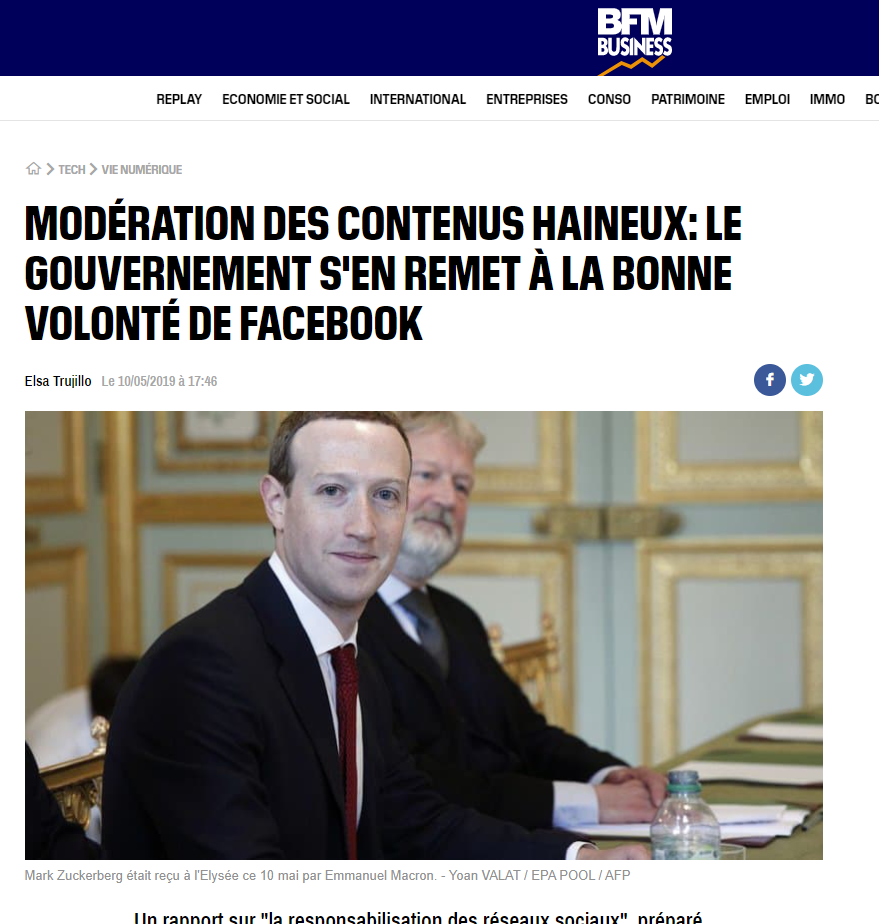 BFM
BUSINESS
REPLAY ECONOMIE ET SOCIAL INTERNATIONAL ENTREPRISES CONSO PATRIMOINE EMPLOI IMMO BO
TECH VIE NUMÉRIQUE
MODÉRATION DES CONTENUS HAINEUX: LE
GOUVERNEMENT S'EN REMET À LA BONNE
VOLONTÉ DE FACEBOOK
Elsa Trujillo Le 10/05/2019 à 17:46
Mark Zuckerberg était reçu à l'Elysée ce 10 mai par Emmanuel Macron. - Yoan VALAT / EPA POOL / AFP
Un rapport sur "la responsabilisation des réseaux sociaux", préparé